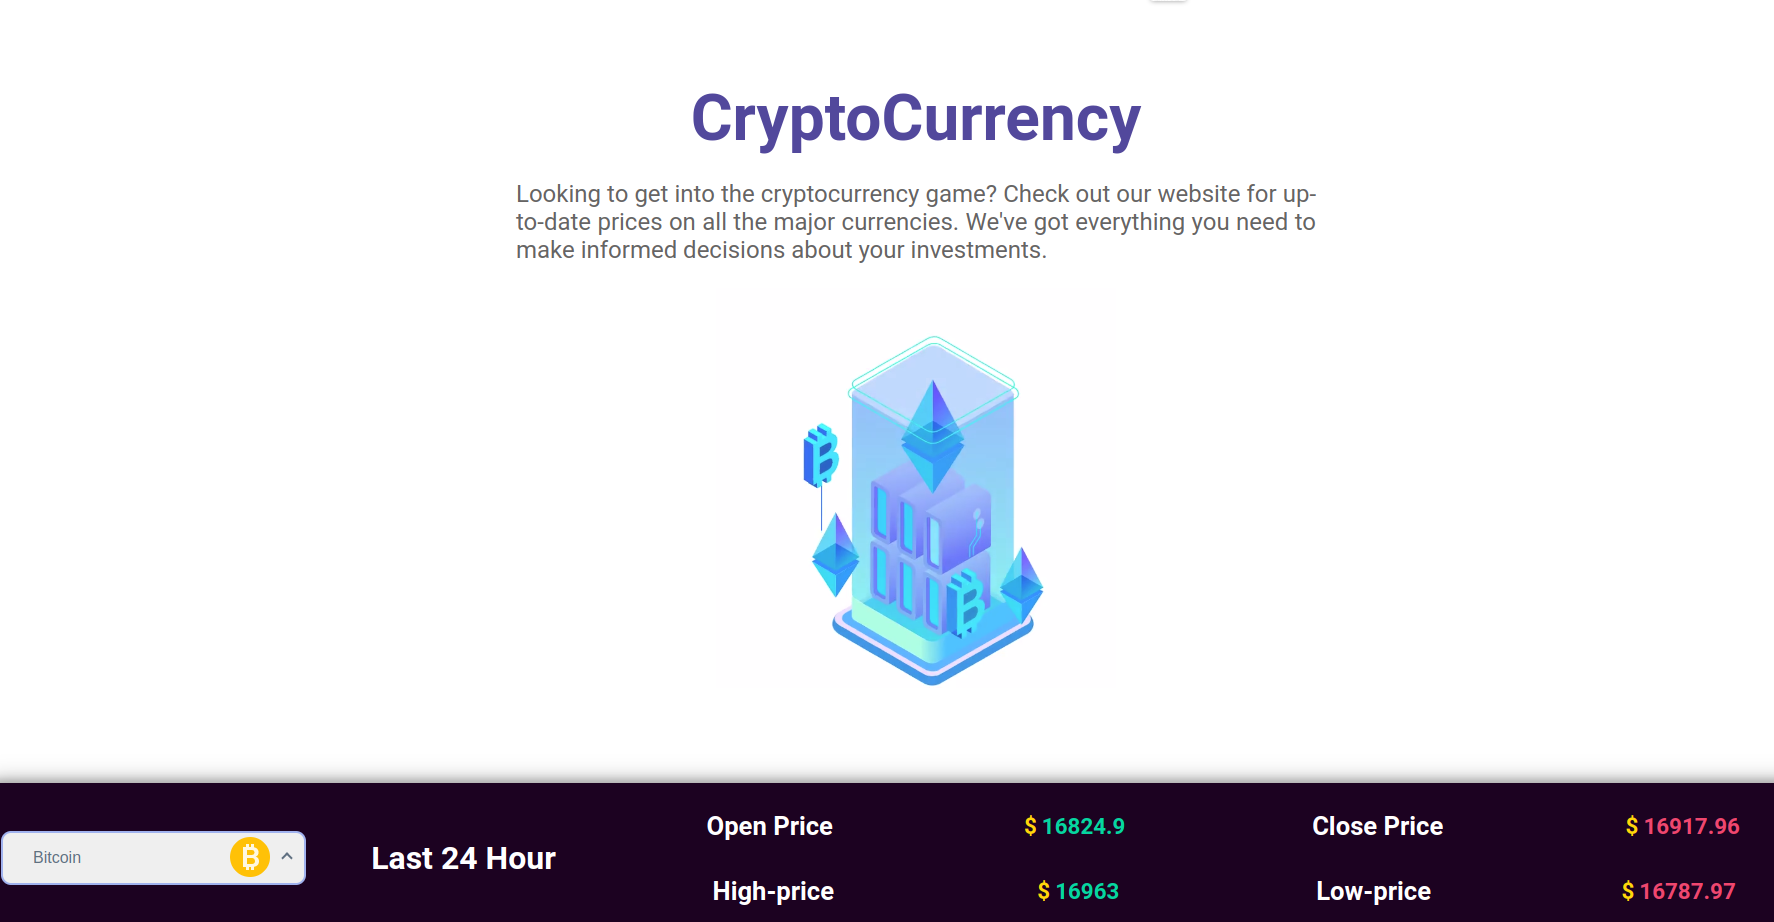 CryptoCurrency
Looking to get into the cryptocurrency game? Check out our website for up-
to-date prices on all the major currencies. We've got everything you need to
make informed decisions about your investments.
Bitcoin
Last 24 Hour
Open Price $ 16824.9 Close Price $ 16917.96
High-price $ 16963 Low-price $ 16787.97